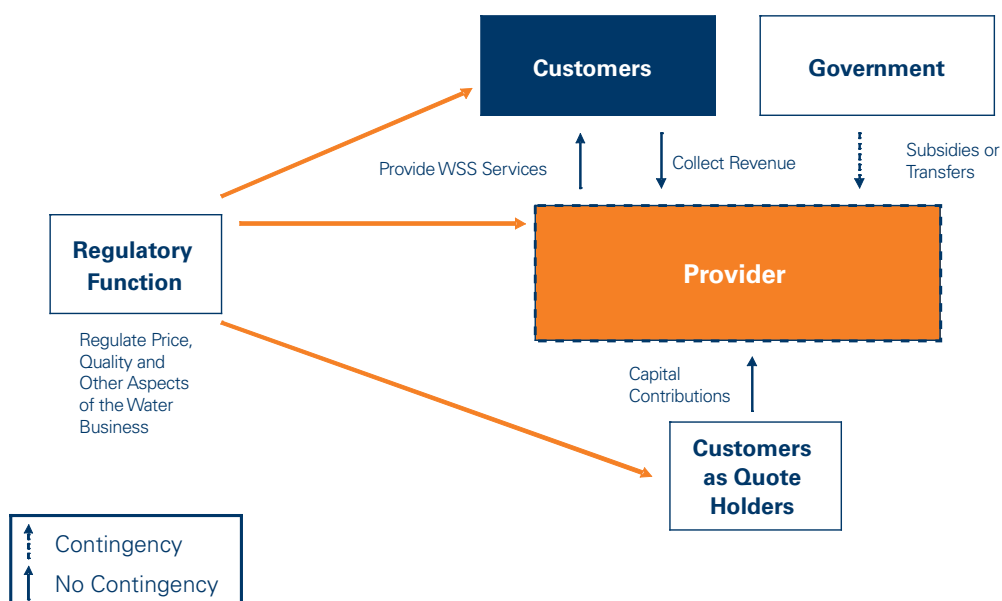 Customers
Government
Provide WSS Services
Collect Revenue
Subsidies or
Transfers
Regulatory
Function
Provider
Regulate Price,
Quality and
Other Aspects
of the Water
Business
Capital
Contributions
Customers
as Quote
Holders
Contingency
No Contingency